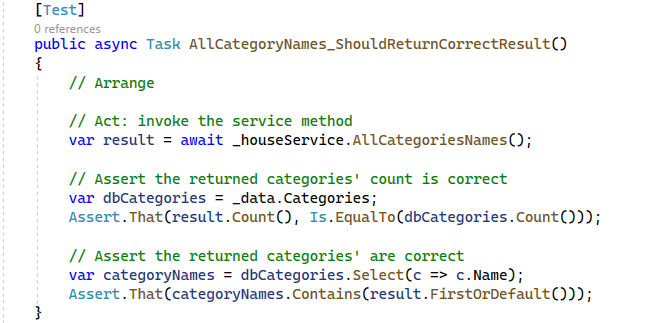 [Test]
0 references
public async Task AllCategoryNames_ShouldReturnCorrectResult()
{
// Arrange
// Act: invoke the service method
var result = await _houseService.AllCategoriesNames();
// Assert the returned categories' count is correct
var dbCategories = _data.Categories;
Assert.That(result.Count(), Is.EqualTo(dbCategories.Count()));
// Assert the returned categories' are correct
var categoryNames = dbCategories.Select(c => c.Name);
Assert.That(categoryNames.Contains(result.FirstOrDefault()));
}